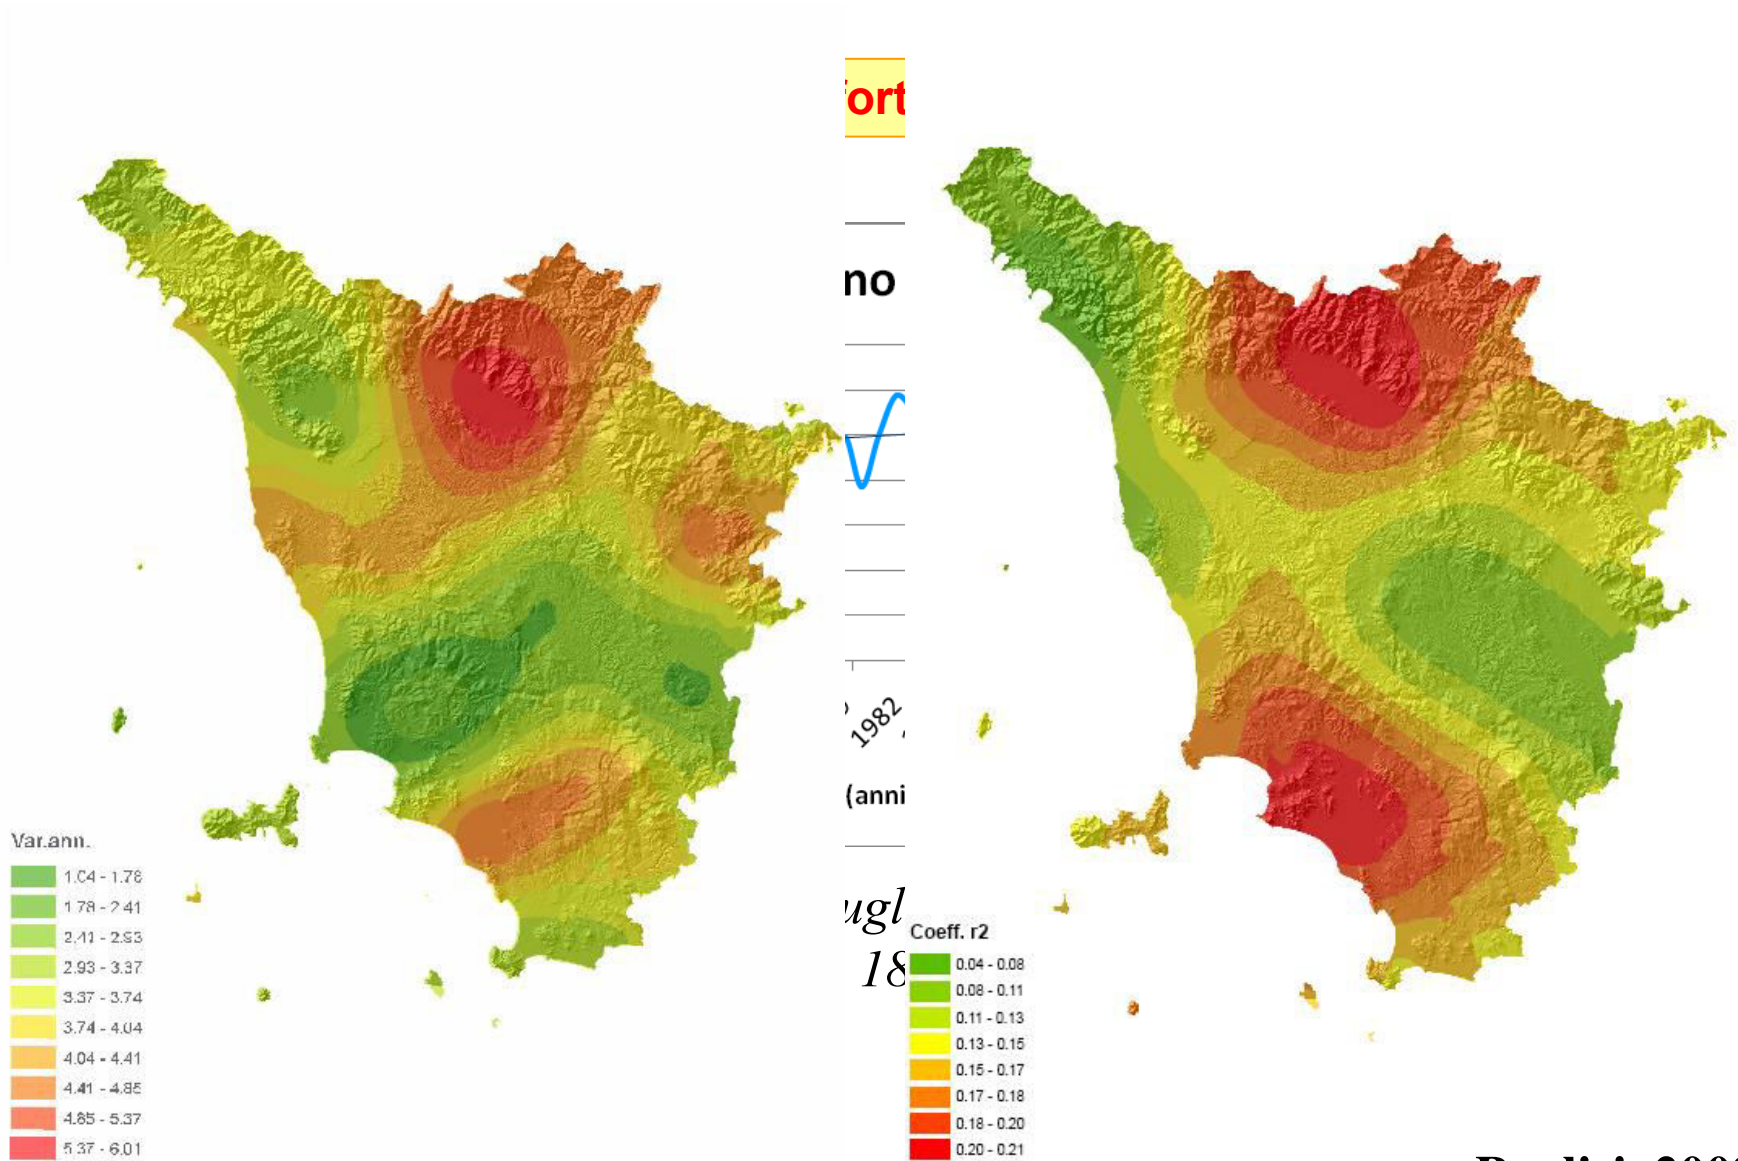 fort
no
1982
(anni
ugl
18
Var.ann.
1.04 - 1.78
1.78 - 2.41
2.41 - 2.93
2.93 - 3.37
3.37 - 3.74
3.74 - 4.04
4.04 - 4.41
4.41 - 4.85
4.85 - 5.37
5.37 - 6.01
Coeff. r2
0.04 - 0.08
0.08 - 0.11
0.11 - 0.13
0.13 - 0.15
0.15 - 0.17
0.17 - 0.18
0.18 - 0.20
0.20 - 0.21